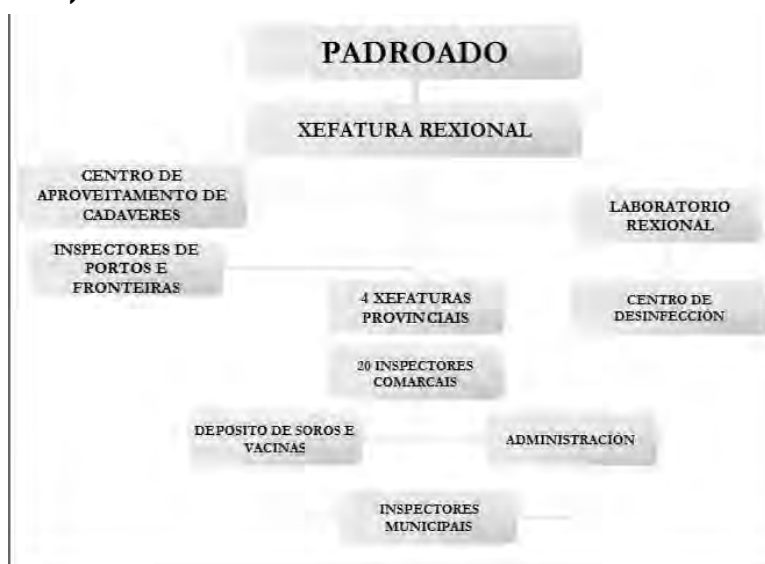 PADROADO
XEFATURA REXIONAL
CENTRO DE
APROVEITAMENTO DE
CADAVERES
LABORATORIO
REXIONAL
INSPECTORES DE
PORTOS E
FRONTEIRAS
4 XEFATURAS
PROVINCIAIS
CENTRO DE
DESINFECCIÓN
20 INSPECTORES
COMARCAIS
DEPOSITO DE SOROS E
VACINAS
ADMINISTRACIÓN
INSPECTORES
MUNICIPAIS